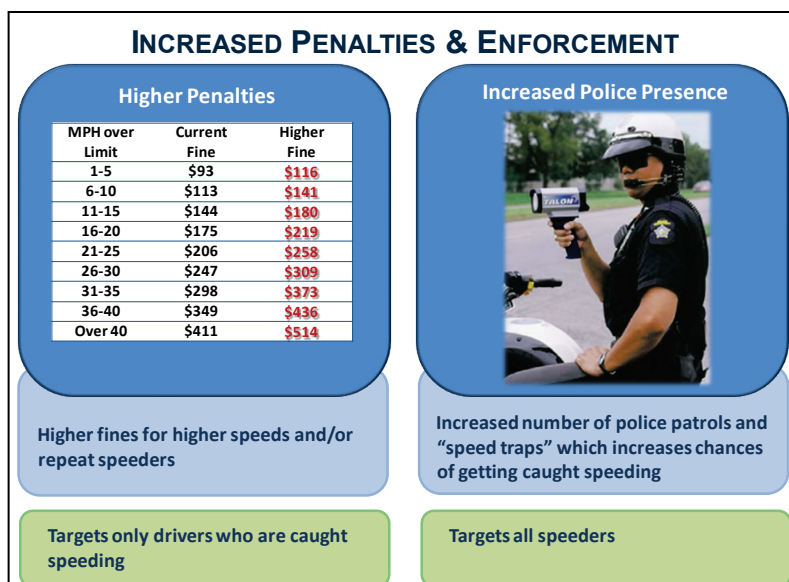 INCREASED PENALTIES & ENFORCEMENT
Higher Penalties
MPH over Limit Current Fine Higher Fine
1-5 $93 $116
6-10 $113 $141
11-15 $144 $180
16-20 $175 $219
21-25 $206 $258
26-30 $247 $309
31-35 $298 $373
36-40 $349 $436
Over 40 $411 $514
Higher fines for higher speeds and/or
repeat speeders
Targets only drivers who are caught
speeding
Increased Police Presence
TALON
Increased number of police patrols and
“speed traps” which increases chances
of getting caught speeding
Targets all speeders